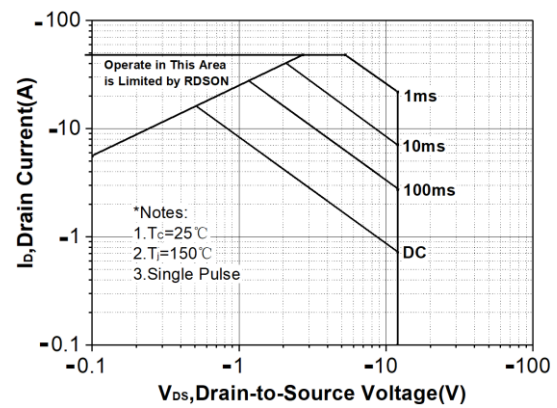 -100
Operate in This Area
is Limited by RDSON
1ms
-10
10ms
100ms
*Notes:
1.Tc=25℃
2.Tj=150℃
3.Single Pulse
-1
DC
-0.1
-0.1
-1
-10
-100
ID,Drain Current(A)
VDS,Drain-to-Source Voltage(V)